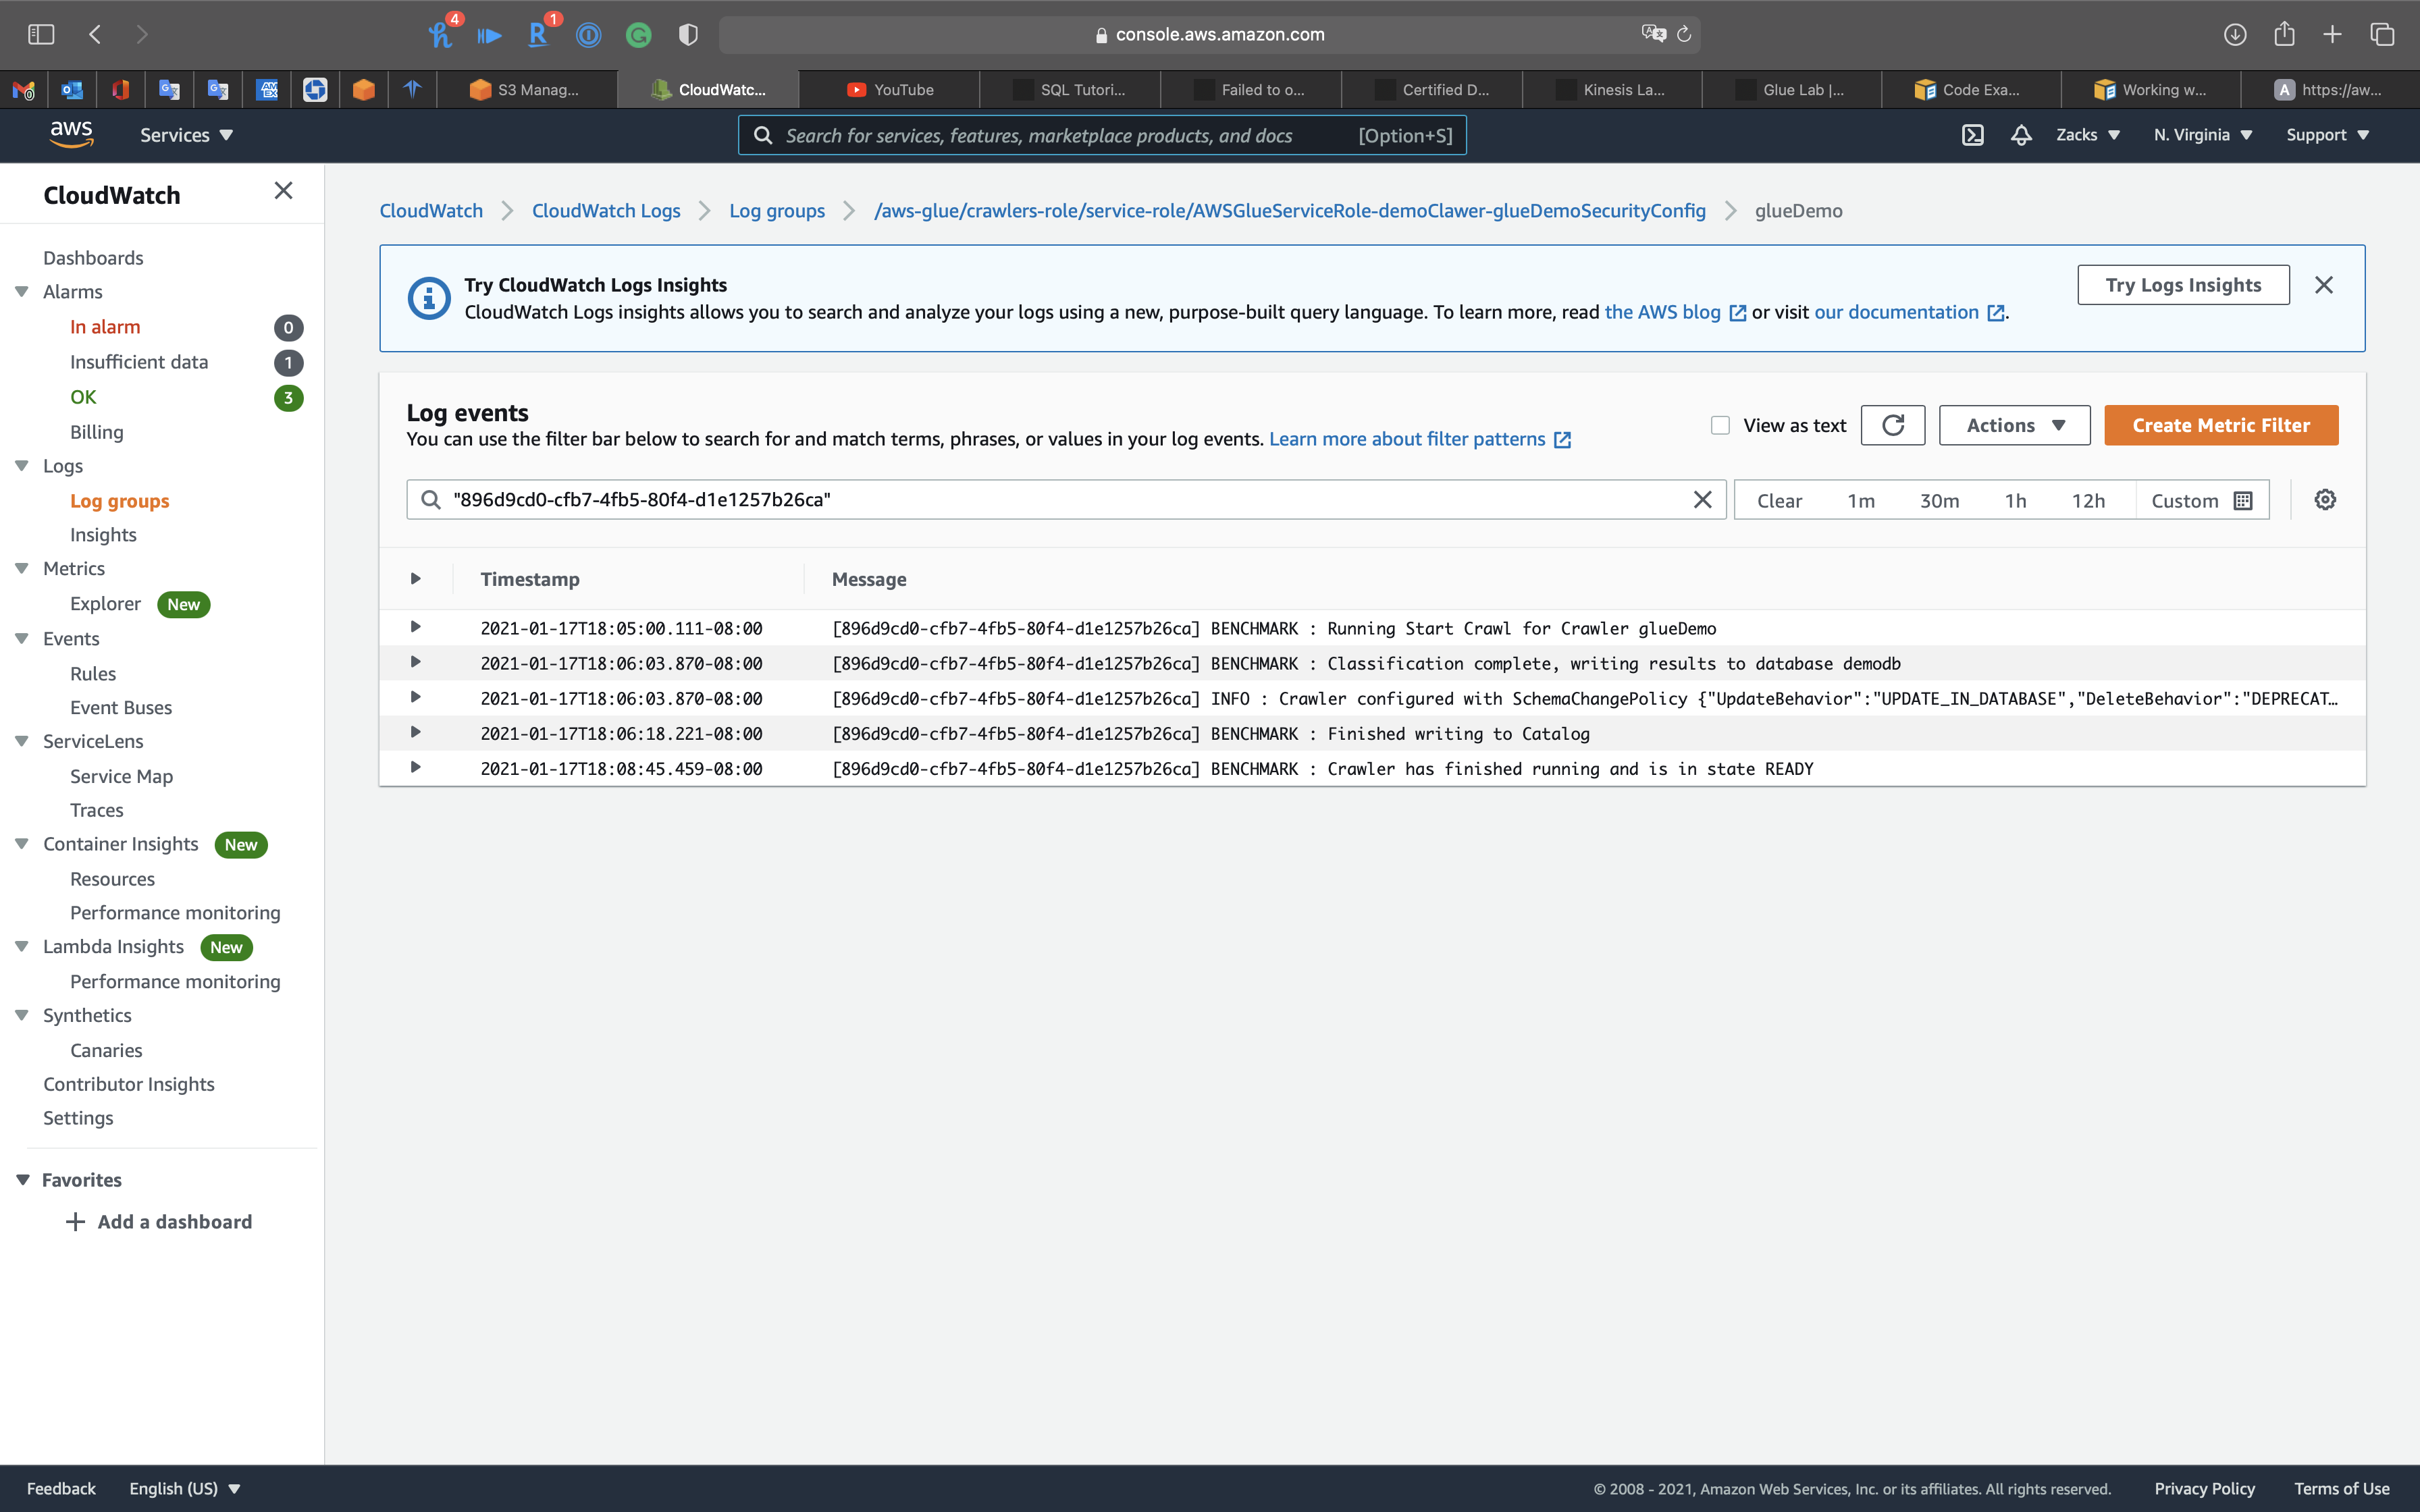 4
1
console.aws.amazon.com
S3 Manag...
CloudWatc...
YouTube
SQL Tutori...
Failed to o...
Certified D...
Kinesis La...
Glue Lab |...
Code Exa...
Working w...
https://aw...
aws
Services
Search for services, features, marketplace products, and docs [Option+S]
Zacks
N. Virginia
Support
CloudWatch
Dashboards
Alarms
In alarm 0
Insufficient data 1
OK 3
Billing
Logs
Log groups
Insights
Metrics
Explorer New
Events
Rules
Event Buses
ServiceLens
Service Map
Traces
Container Insights New
Resources
Performance monitoring
Lambda Insights New
Performance monitoring
Synthetics
Canaries
Contributor Insights
Settings
Favorites
Add a dashboard
CloudWatch CloudWatch Logs Log groups /aws-glue/crawlers-role/service-role/AWSGlueServiceRole-demoClawer-glueDemoSecurityConfig glueDemo
Try CloudWatch Logs Insights
CloudWatch Logs insights allows you to search and analyze your logs using a new, purpose-built query language. To learn more, read the AWS blog or visit our documentation .
Try Logs Insights
Log events
You can use the filter bar below to search for and match terms, phrases, or values in your log events. Learn more about filter patterns
View as text
Actions
Create Metric Filter
"896d9cd0-cfb7-4fb5-80f4-d1e1257b26ca"
Clear 1m 30m 1h 12h Custom
Timestamp Message
2021-01-17T18:05:00.111-08:00 [896d9cd0-cfb7-4fb5-80f4-d1e1257b26ca] BENCHMARK : Running Start Crawl for Crawler glueDemo
2021-01-17T18:06:03.870-08:00 [896d9cd0-cfb7-4fb5-80f4-d1e1257b26ca] BENCHMARK : Classification complete, writing results to database demodb
2021-01-17T18:06:03.870-08:00 [896d9cd0-cfb7-4fb5-80f4-d1e1257b26ca] INFO : Crawler configured with SchemaChangePolicy {"UpdateBehavior":"UPDATE_IN_DATABASE","DeleteBehavior":"DEPRECAT…
2021-01-17T18:06:18.221-08:00 [896d9cd0-cfb7-4fb5-80f4-d1e1257b26ca] BENCHMARK : Finished writing to Catalog
2021-01-17T18:08:45.459-08:00 [896d9cd0-cfb7-4fb5-80f4-d1e1257b26ca] BENCHMARK : Crawler has finished running and is in state READY
Feedback English (US)
© 2008 - 2021, Amazon Web Services, Inc. or its affiliates. All rights reserved. Privacy Policy Terms of Use